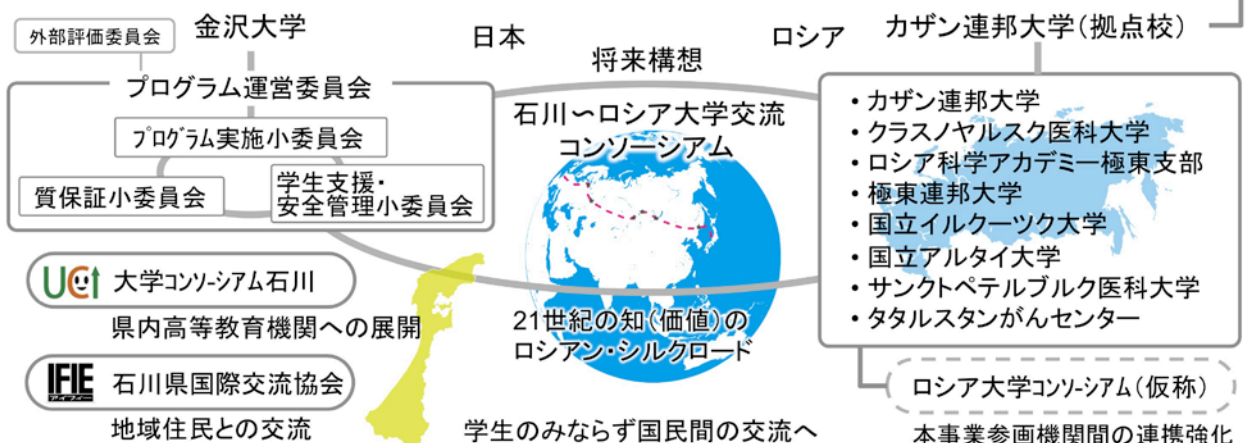 外部評価委員会
金沢大学
プログラム運営委員会
プログラム実施小委員会
質保証小委員会
学生支援・
安全管理小委員会
UCI 大学コンソーシアム石川
県内高等教育機関への展開
IFIE アイフィー 石川県国際交流協会
地域住民との交流
日本
ロシア
将来構想
石川～ロシア大学交流
コンソーシアム
21世紀の知(価値)の
ロシアン・シルクロード
学生のみならず国民間の交流へ
カザン連邦大学(拠点校)
・カザン連邦大学
・クラスノヤルスク医科大学
・ロシア科学アカデミー極東支部
・極東連邦大学
・国立イルクーツク大学
・国立アルタイ大学
・サンクトペテルブルク医科大学
・タタルスタンがんセンター
ロシア大学コンソーシアム(仮称)
本事業参画機関間の連携強化